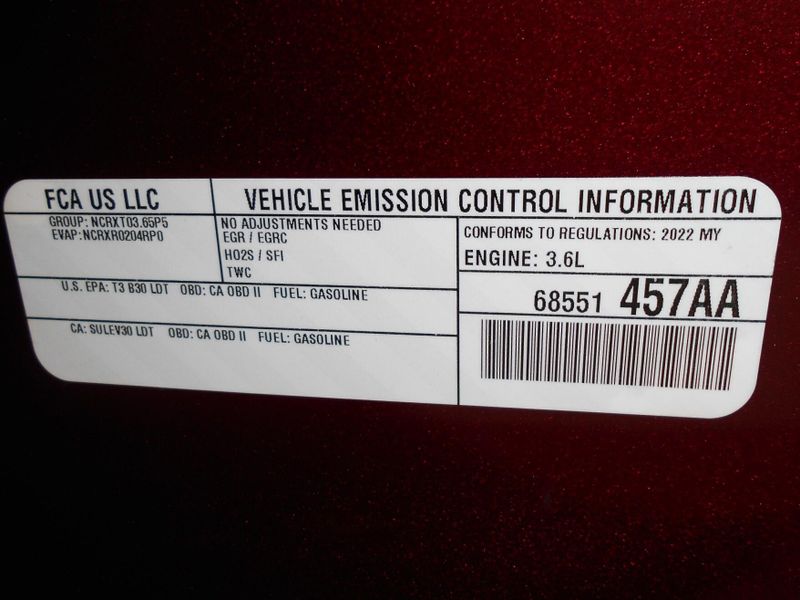 FCA US LLC
VEHICLE EMISSION CONTROL INFORMATION
GROUP: NCRXT03.65P5
EVAP: NCRXR0204RP0
NO ADJUSTMENTS NEEDED
EGR / EGRC
HO2S / SFI
TWC
CONFORMS TO REGULATIONS: 2022 MY
ENGINE: 3.6L
U.S. EPA: T3 B30 LDT OBD: CA OBD II FUEL: GASOLINE
68551 457AA
CA: SULEV30 LDT OBD: CA OBD II FUEL: GASOLINE